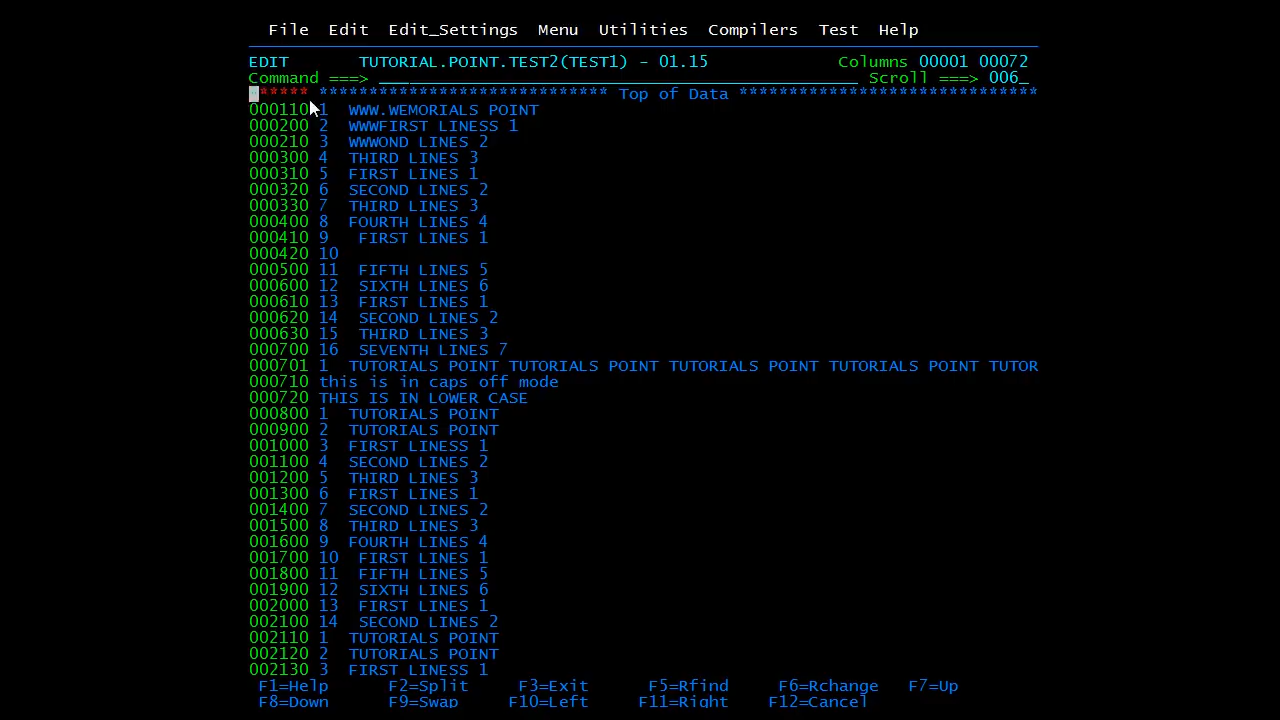 File  Edit  Edit_Settings  Menu  Utilities  Compilers  Test  Help
EDIT       TUTORIAL.POINT.TEST2(TEST1) - 01.15             Columns 00001 00072
Command ===>                                                  Scroll ===> 006_
***** ***************************** Top of Data ******************************
000110 1  WWW.WEMORIALS POINT
000200 2  WWWFIRST LINESS 1
000210 3  WWWOND LINES 2
000300 4  THIRD LINES 3
000310 5  FIRST LINES 1
000320 6  SECOND LINES 2
000330 7  THIRD LINES 3
000400 8  FOURTH LINES 4
000410 9   FIRST LINES 1
000420 10
000500 11  FIFTH LINES 5
000600 12  SIXTH LINES 6
000610 13  FIRST LINES 1
000620 14  SECOND LINES 2
000630 15  THIRD LINES 3
000700 16  SEVENTH LINES 7
000701 1  TUTORIALS POINT TUTORIALS POINT TUTORIALS POINT TUTORIALS POINT TUTOR
000710 this is in caps off mode
000720 THIS IS IN LOWER CASE
000800 1  TUTORIALS POINT
000900 2  TUTORIALS POINT
001000 3  FIRST LINESS 1
001100 4  SECOND LINES 2
001200 5  THIRD LINES 3
001300 6  FIRST LINES 1
001400 7  SECOND LINES 2
001500 8  THIRD LINES 3
001600 9  FOURTH LINES 4
001700 10  FIRST LINES 1
001800 11  FIFTH LINES 5
001900 12  SIXTH LINES 6
002000 13  FIRST LINES 1
002100 14  SECOND LINES 2
002110 1  TUTORIALS POINT
002120 2  TUTORIALS POINT
002130 3  FIRST LINESS 1
F1=Help      F2=Split     F3=Exit      F5=Rfind     F6=Rchange   F7=Up
F8=Down      F9=Swap     F10=Left     F11=Right    F12=Cancel